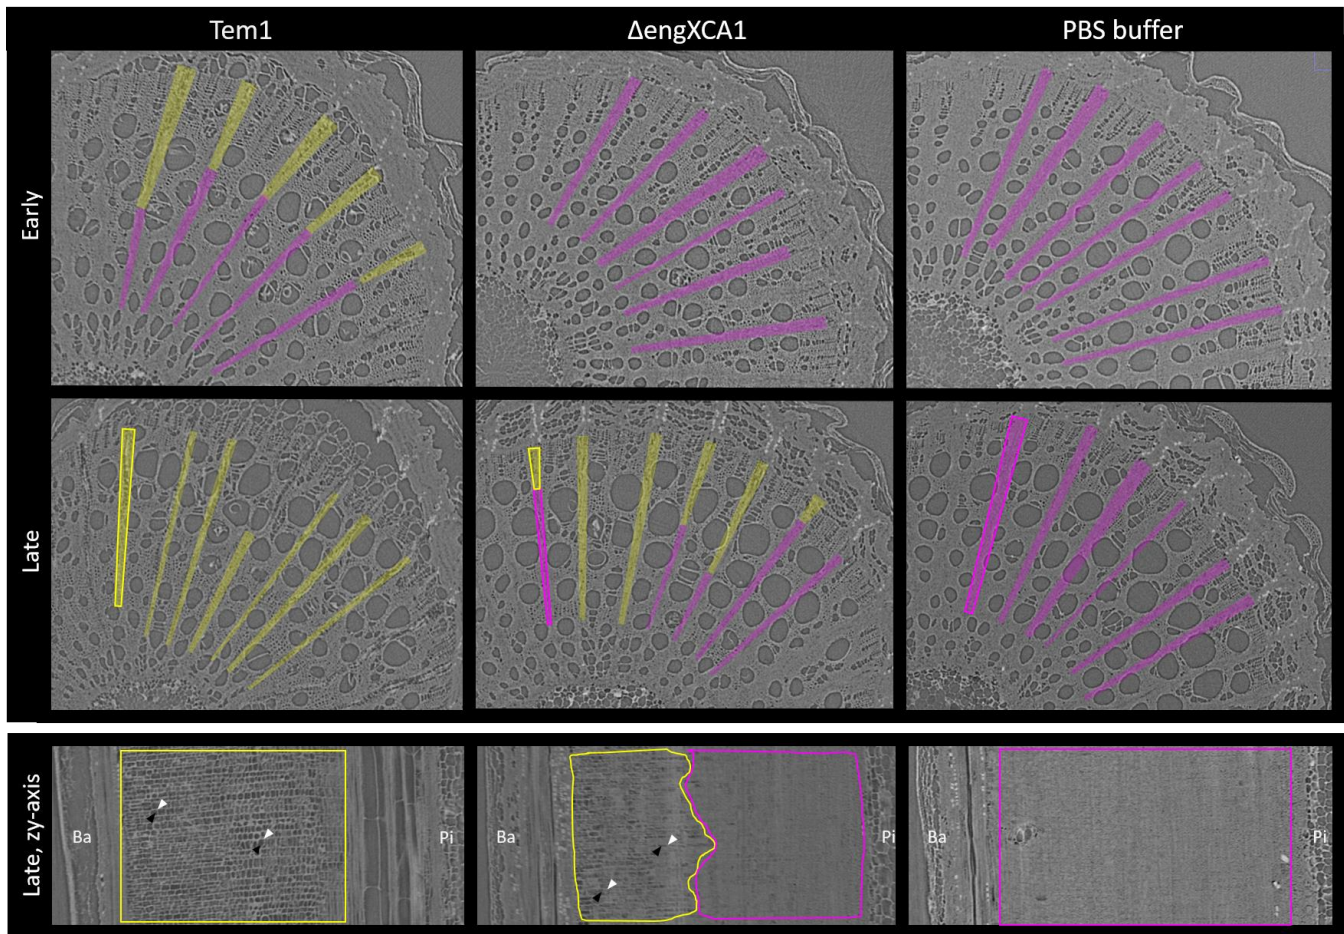 Tem1
ΔengXCA1
PBS buffer
Early
Late
Late, zy-axis
Ba
Pi
Ba
Pi
Ba
Pi